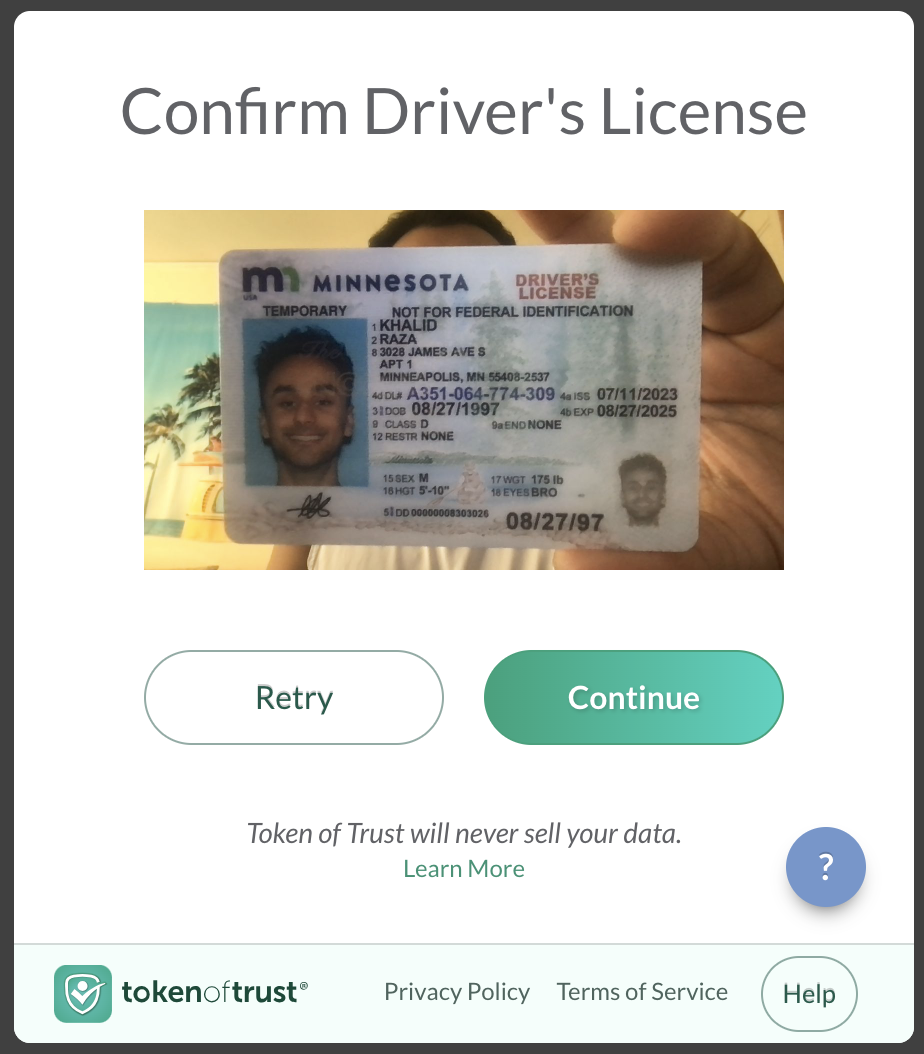 Confirm Driver's License
MINNESOTA
USA
DRIVER'S
LICENSE
TEMPORARY
NOT FOR FEDERAL IDENTIFICATION
1 KHALID
2 RAZA
8 3028 JAMES AVE S
APT 1
MINNEAPOLIS, MN 55408-2537
4d DL# A351-064-774-309 4a ISS 07/11/2023
3 DOB 08/27/1997 4b EXP 08/27/2025
9 CLASS D 9a END NONE
12 RESTR NONE
15 SEX M 17 WGT 175 lb
16 HGT 5'-10" 18 EYES BRO
5 DD 00000008303026
08/27/97
Retry
Continue
Token of Trust will never sell your data.
Learn More
?
tokenoftrust®
Privacy Policy
Terms of Service
Help